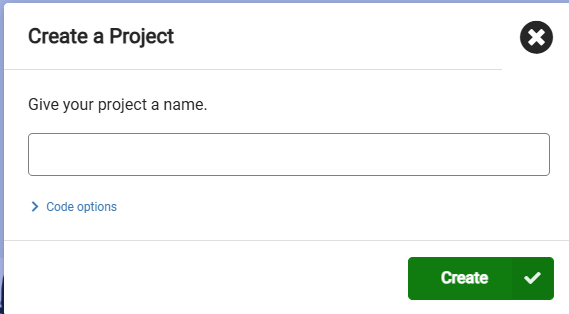 Create a Project
Give your project a name.
Code options
Create